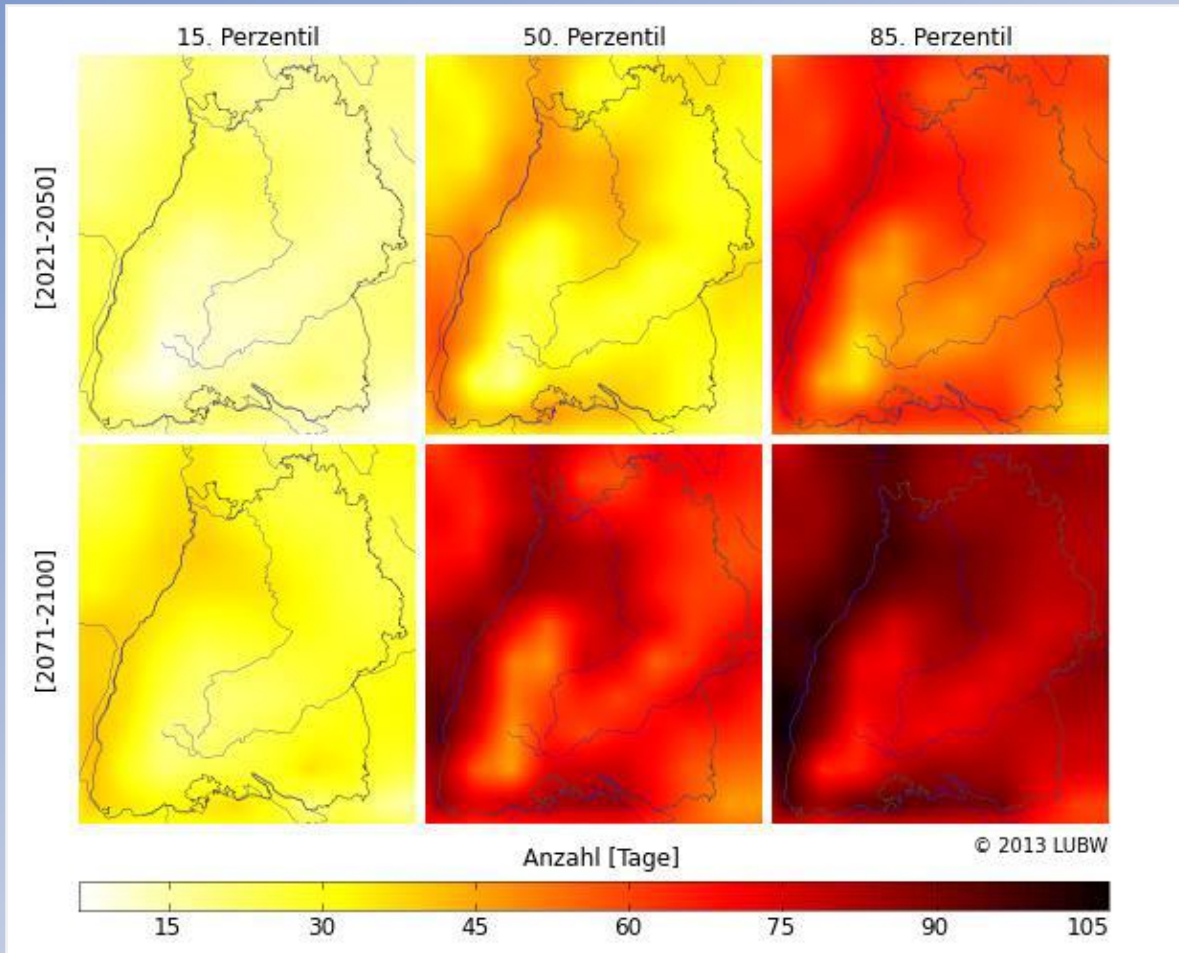 15. Perzentil 50. Perzentil 85. Perzentil
[2021-2050]
[2071-2100]
© 2013 LUBW
Anzahl [Tage]
15 30 45 60 75 90 105